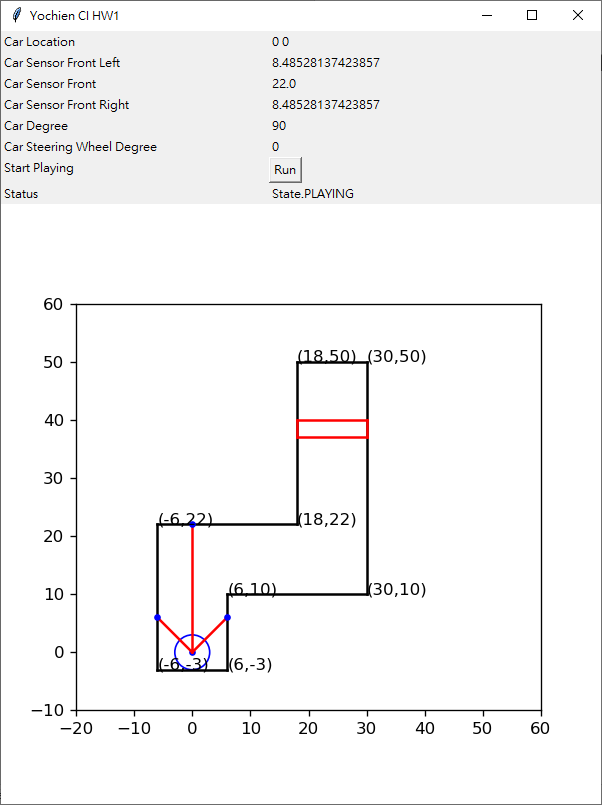 Yochien CI HW1
Car Location 0 0
Car Sensor Front Left 8.48528137423857
Car Sensor Front 22.0
Car Sensor Front Right 8.48528137423857
Car Degree 90
Car Steering Wheel Degree 0
Start Playing Run
Status State.PLAYING
60
50
40
30
20
10
0
−10
(18,50) (30,50)
(-6,22) (18,22)
(6,10) (30,10)
(-6,-3) (6,-3)
−20 −10 0 10 20 30 40 50 60